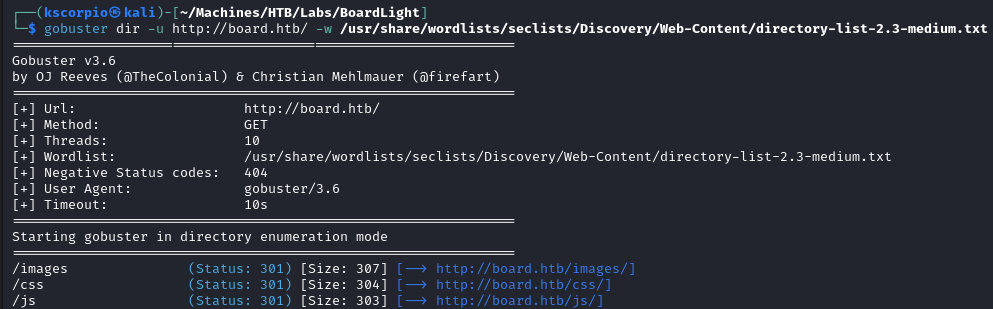 ┌──(kscorpio㉿kali)-[~/Machines/HTB/Labs/BoardLight]
└─$ gobuster dir -u http://board.htb/ -w /usr/share/wordlists/seclists/Discovery/Web-Content/directory-list-2.3-medium.txt
===============================================================
Gobuster v3.6
by OJ Reeves (@TheColonial) & Christian Mehlmauer (@firefart)
===============================================================
[+] Url:                     http://board.htb/
[+] Method:                  GET
[+] Threads:                 10
[+] Wordlist:                /usr/share/wordlists/seclists/Discovery/Web-Content/directory-list-2.3-medium.txt
[+] Negative Status codes:   404
[+] User Agent:              gobuster/3.6
[+] Timeout:                 10s
===============================================================
Starting gobuster in directory enumeration mode
===============================================================
/images               (Status: 301) [Size: 307] [--> http://board.htb/images/]
/css                  (Status: 301) [Size: 304] [--> http://board.htb/css/]
/js                   (Status: 301) [Size: 303] [--> http://board.htb/js/]